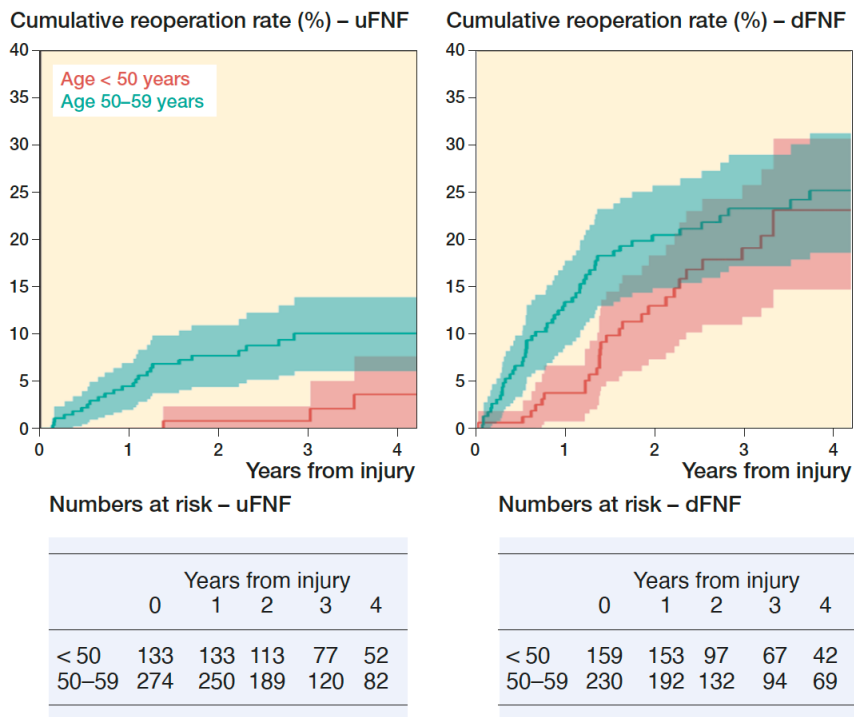 Cumulative reoperation rate (%) – uFNF
40
35
30
25
20
15
10
5
0
Age < 50 years
Age 50–59 years
0 1 2 3 4
Years from injury
Cumulative reoperation rate (%) – dFNF
40
35
30
25
20
15
10
5
0
0 1 2 3 4
Years from injury
Numbers at risk – uFNF
Years from injury
0 1 2 3 4
< 50 133 133 113 77 52
50–59 274 250 189 120 82
Numbers at risk – dFNF
Years from injury
0 1 2 3 4
< 50 159 153 97 67 42
50–59 230 192 132 94 69